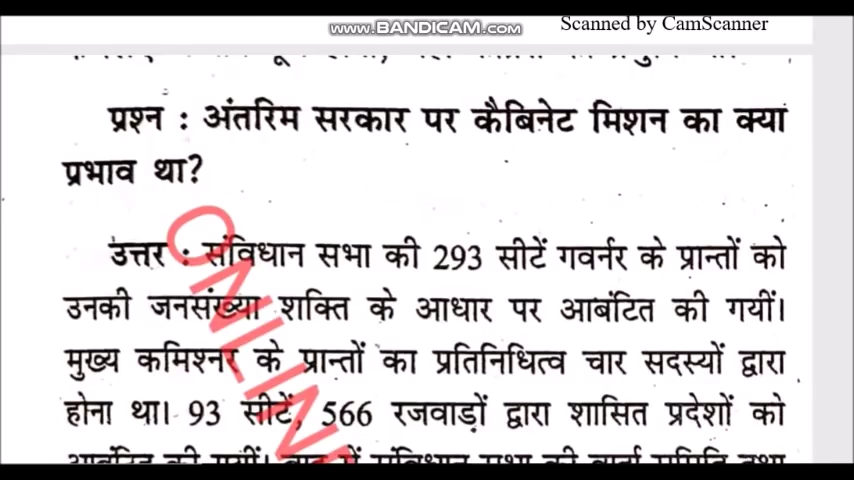 www.BANDICAM.com
Scanned by CamScanner
प्रश्न : अंतरिम सरकार पर कैबिनेट मिशन का क्या
प्रभाव था?
उत्तर : संविधान सभा की 293 सीटें गवर्नर के प्रान्तों को
उनकी जनसंख्या शक्ति के आधार पर आबंटित की गयीं।
मुख्य कमिश्नर के प्रान्तों का प्रतिनिधित्व चार सदस्यों द्वारा
होना था। 93 सीटें, 566 रजवाड़ों द्वारा शासित प्रदेशों को
ONLINE